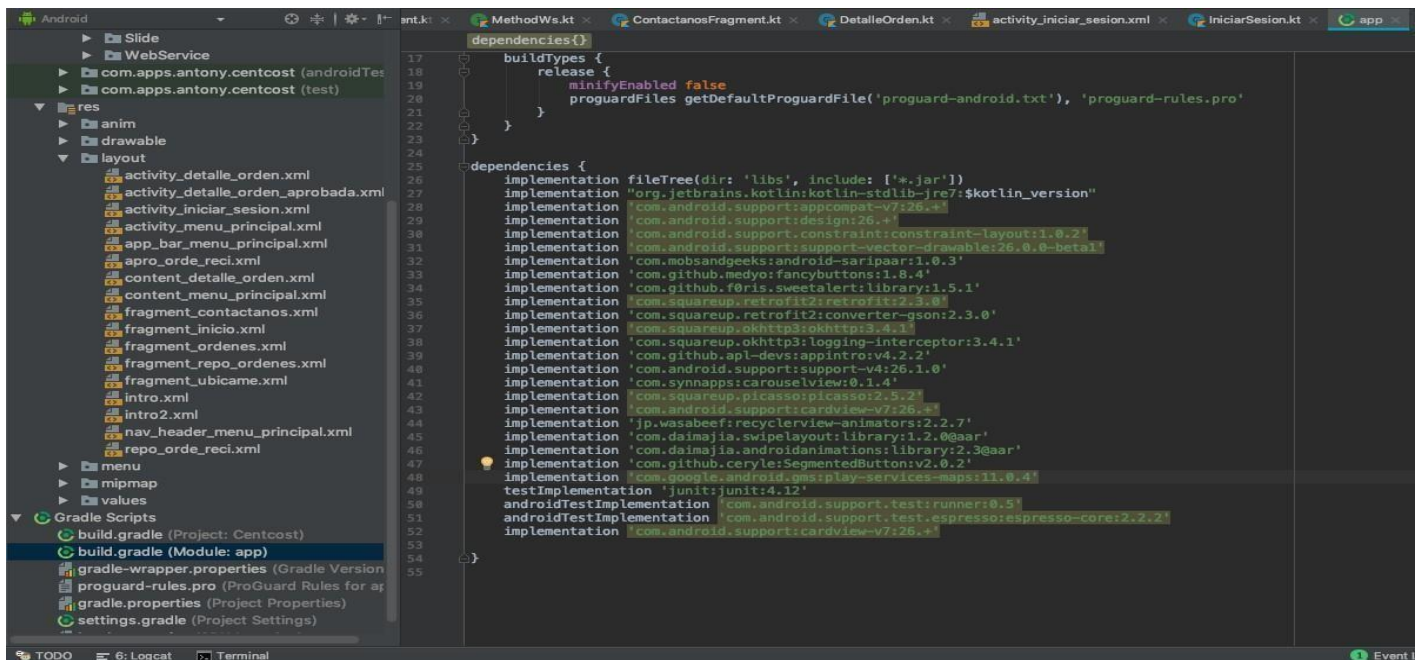 Android
ent.kt
MethodWs.kt
ContactanosFragment.kt
DetalleOrden.kt
activity_iniciar_sesion.xml
IniciarSesion.kt
app
Slide
WebService
com.apps.antony.centcost (androidTes
com.apps.antony.centcost (test)
res
anim
drawable
layout
activity_detalle_orden.xml
activity_detalle_orden_aprobada.xml
activity_iniciar_sesion.xml
activity_menu_principal.xml
app_bar_menu_principal.xml
apro_orde_reci.xml
content_detalle_orden.xml
content_menu_principal.xml
fragment_contactanos.xml
fragment_inicio.xml
fragment_ordenes.xml
fragment_repo_ordenes.xml
fragment_ubicame.xml
intro.xml
intro2.xml
nav_header_menu_principal.xml
repo_orde_reci.xml
menu
mipmap
values
Gradle Scripts
build.gradle (Project: Centcost)
build.gradle (Module: app)
gradle-wrapper.properties (Gradle Version
proguard-rules.pro (ProGuard Rules for ap
gradle.properties (Project Properties)
settings.gradle (Project Settings)
dependencies{}
17 buildTypes {
18 release {
19 minifyEnabled false
20 proguardFiles getDefaultProguardFile('proguard-android.txt'), 'proguard-rules.pro'
21 }
22 }
23 }
24
25 dependencies {
26 implementation fileTree(dir: 'libs', include: ['*.jar'])
27 implementation "org.jetbrains.kotlin:kotlin-stdlib-jre7:$kotlin_version"
28 implementation 'com.android.support:appcompat-v7:26.+'
29 implementation 'com.android.support:design:26.+'
30 implementation 'com.android.support.constraint:constraint-layout:1.0.2'
31 implementation 'com.android.support:support-vector-drawable:26.0.0-beta1'
32 implementation 'com.mobsandgeeks:android-saripaar:1.0.3'
33 implementation 'com.github.medyo:fancybuttons:1.8.4'
34 implementation 'com.github.f0ris.sweetalert:library:1.5.1'
35 implementation 'com.squareup.retrofit2:retrofit:2.3.0'
36 implementation 'com.squareup.retrofit2:converter-gson:2.3.0'
37 implementation 'com.squareup.okhttp3:okhttp:3.4.1'
38 implementation 'com.squareup.okhttp3:logging-interceptor:3.4.1'
39 implementation 'com.github.apl-devs:appintro:v4.2.2'
40 implementation 'com.android.support:support-v4:26.1.0'
41 implementation 'com.synnapps:carouselview:0.1.4'
42 implementation 'com.squareup.picasso:picasso:2.5.2'
43 implementation 'com.android.support:cardview-v7:26.+'
44 implementation 'jp.wasabeef:recyclerview-animators:2.2.7'
45 implementation 'com.daimajia.swipelayout:library:1.2.0@aar'
46 implementation 'com.daimajia.androidanimations:library:2.3@aar'
47 implementation 'com.github.ceryle:SegmentedButton:v2.0.2'
48 implementation 'com.google.android.gms:play-services-maps:11.0.4'
49 testImplementation 'junit:junit:4.12'
50 androidTestImplementation 'com.android.support.test:runner:0.5'
51 androidTestImplementation 'com.android.support.test.espresso:espresso-core:2.2.2'
52 implementation 'com.android.support:cardview-v7:26.+'
53
54 }
55
TODO
6: Logcat
Terminal
1 Event l